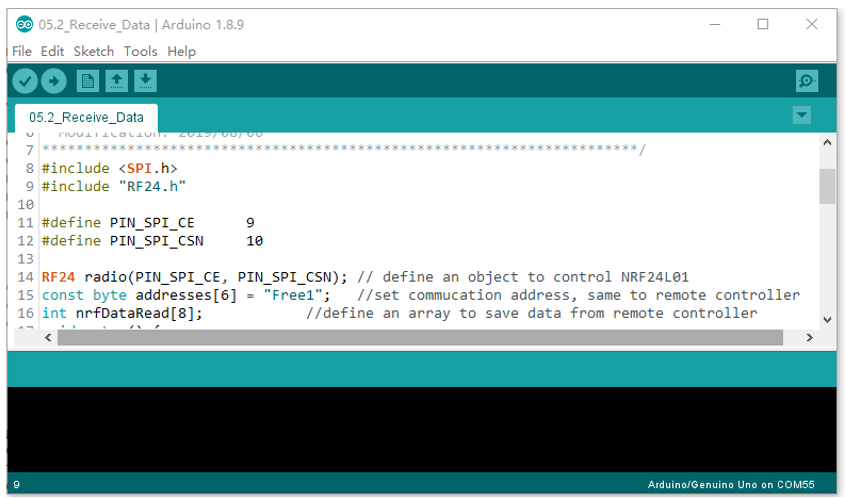 05.2_Receive_Data | Arduino 1.8.9
File Edit Sketch Tools Help
05.2_Receive_Data
6 Modification: 2019/08/06
7 **********************************************************************/
8 #include <SPI.h>
9 #include "RF24.h"
10
11 #define PIN_SPI_CE 9
12 #define PIN_SPI_CSN 10
13
14 RF24 radio(PIN_SPI_CE, PIN_SPI_CSN); // define an object to control NRF24L01
15 const byte addresses[6] = "Free1"; //set commucation address, same to remote controller
16 int nrfDataRead[8]; //define an array to save data from remote controller
9
Arduino/Genuino Uno on COM55